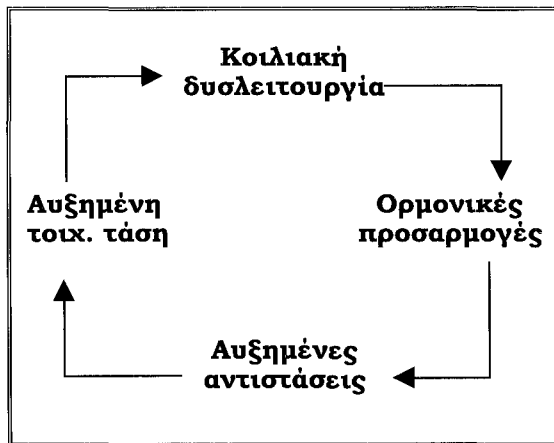 Κοιλιακή
δυσλειτουργία
Ορμονικές
προσαρμογές
Αυξημένες
αντιστάσεις
Αυξημένη
τοιχ. τάση